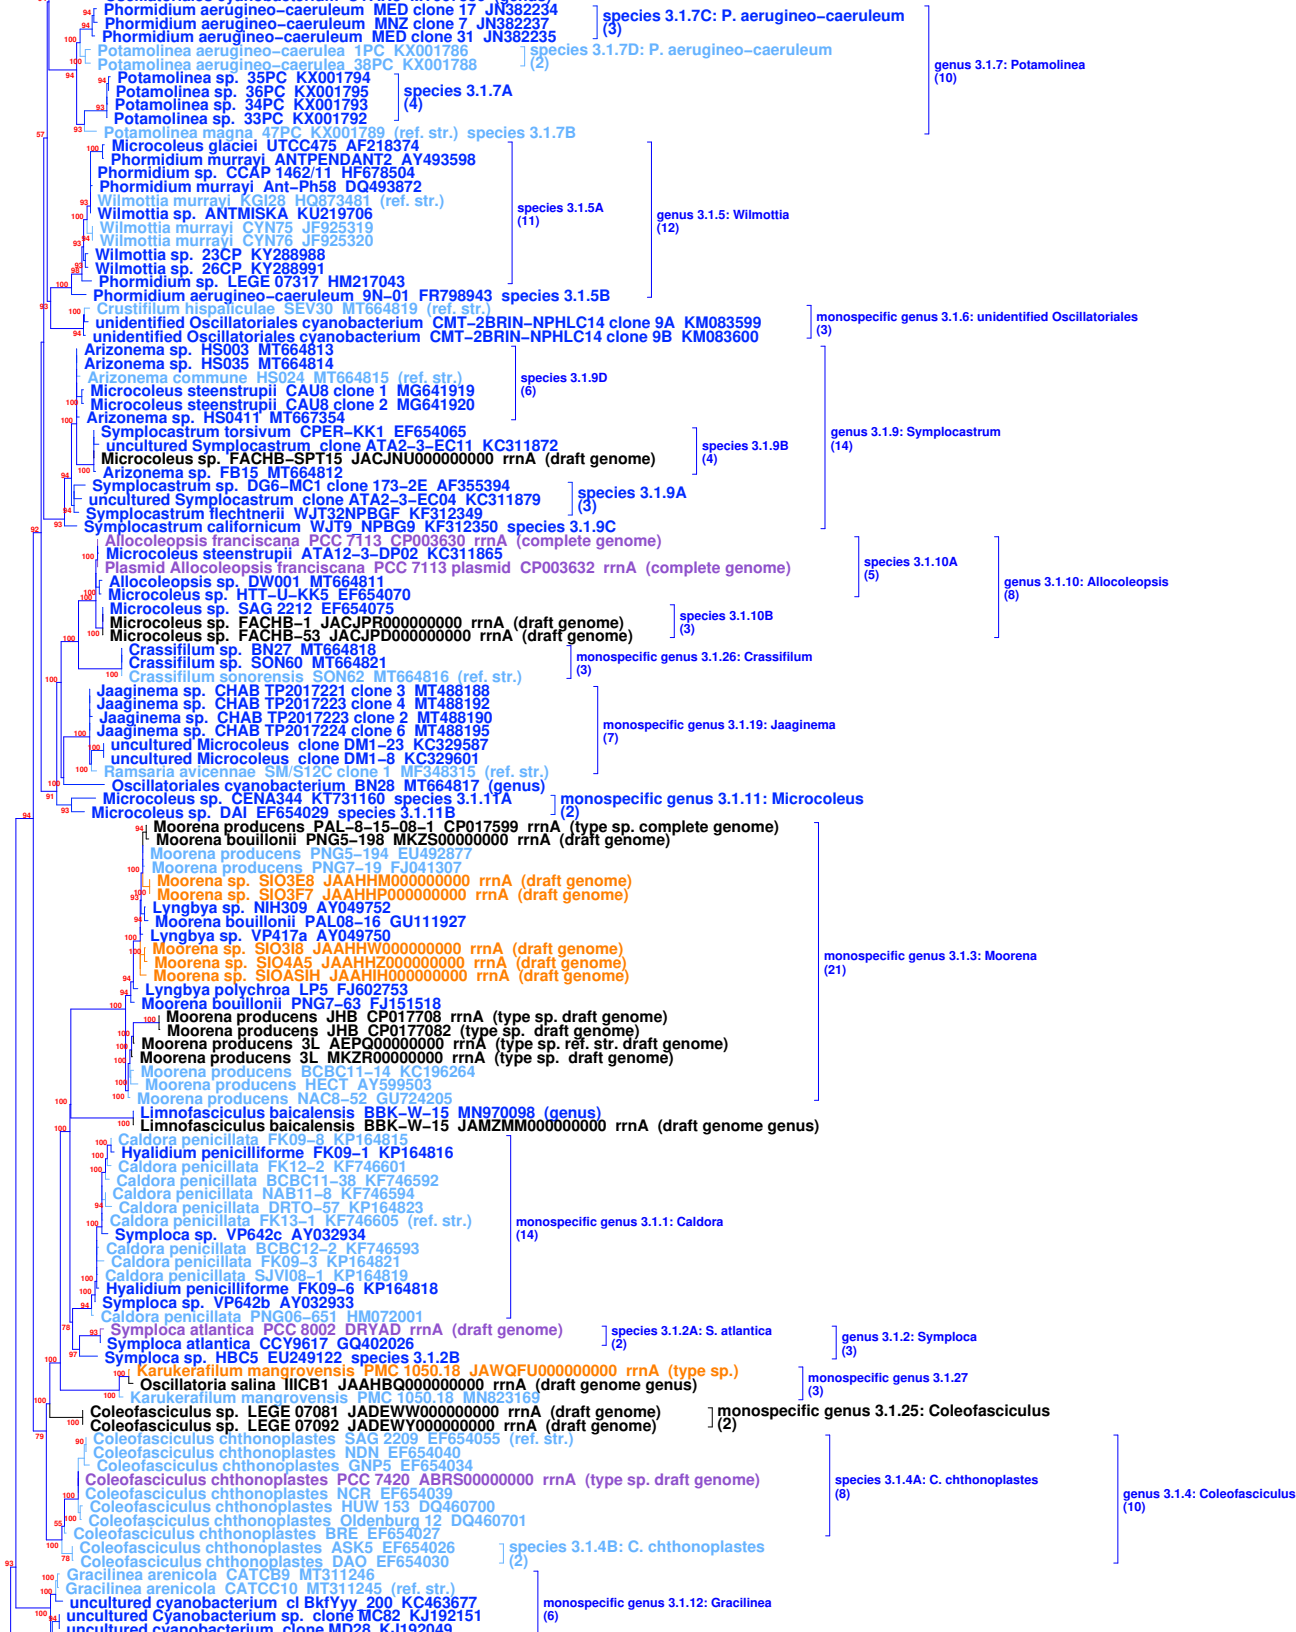 Phormidium aerugineo−caeruleum MED clone 17 JN382234
Phormidium aerugineo−caeruleum MNZ clone 7 JN382237
Phormidium aerugineo−caeruleum MED clone 31 JN382235
species 3.1.7C: P. aerugineo−caeruleum
(3)
Potamolinea aerugineo−caerulea 1PC KX001786
Potamolinea aerugineo−caerulea 38PC KX001788
species 3.1.7D: P. aerugineo−caeruleum
(2)
genus 3.1.7: Potamolinea
(10)
Potamolinea sp. 35PC KX001794
Potamolinea sp. 36PC KX001795
Potamolinea sp. 34PC KX001793
Potamolinea sp. 33PC KX001792
species 3.1.7A
(4)
Potamolinea magna 47PC KX001789 (ref. str.) species 3.1.7B
Microcoleus glaciei UTCC475 AF218374
Phormidium murrayi ANTPENDANT2 AY493598
Phormidium sp. CCAP 1462/11 HF678504
Phormidium murrayi Ant−Ph58 DQ493872
Wilmottia murrayi KGI28 HQ873481 (ref. str.)
Wilmottia sp. ANTMISKA KU219706
Wilmottia murrayi CYN75 JF925319
Wilmottia murrayi CYN76 JF925320
Wilmottia sp. 23CP KY288988
Wilmottia sp. 26CP KY288991
Phormidium sp. LEGE 07317 HM217043
species 3.1.5A
(11)
genus 3.1.5: Wilmottia
(12)
Phormidium aerugineo−caeruleum 9N−01 FR798943 species 3.1.5B
Crustifilum hispaliculae SEV30 MT664819 (ref. str.)
unidentified Oscillatoriales cyanobacterium CMT−2BRIN−NPHLC14 clone 9A KM083599
unidentified Oscillatoriales cyanobacterium CMT−2BRIN−NPHLC14 clone 9B KM083600
monospecific genus 3.1.6: unidentified Oscillatoriales
(3)
Arizonema sp. HS003 MT664813
Arizonema sp. HS035 MT664814
Arizonema commune HS024 MT664815 (ref. str.)
Microcoleus steenstrupii CAU8 clone 1 MG641919
Microcoleus steenstrupii CAU8 clone 2 MG641920
Arizonema sp. HS0411 MT667354
species 3.1.9D
(6)
Symplocastrum torsivum CPER−KK1 EF654065
uncultured Symplocastrum clone ATA2−3−EC11 KC311872
Microcoleus sp. FACHB−SPT15 JACJNU000000000 rrnA (draft genome)
Arizonema sp. FB15 MT664812
species 3.1.9B
(4)
genus 3.1.9: Symplocastrum
(14)
Symplocastrum sp. DG6−MC1 clone 173−2E AF355394
uncultured Symplocastrum clone ATA2−3−EC04 KC311879
Symplocastrum flechtnerii WJT32NPBGF KF312349
species 3.1.9A
(3)
Symplocastrum californicum WJT9_NPBG9 KF312350 species 3.1.9C
Allocoleopsis franciscana PCC 7113 CP003630 rrnA (complete genome)
Microcoleus steenstrupii ATA12−3−DP02 KC311865
Plasmid Allocoleopsis franciscana PCC 7113 plasmid CP003632 rrnA (complete genome)
Allocoleopsis sp. DW001 MT664811
Microcoleus sp. HTT−U−KK5 EF654070
species 3.1.10A
(5)
genus 3.1.10: Allocoleopsis
(8)
Microcoleus sp. SAG 2212 EF654075
Microcoleus sp. FACHB−1 JACJPR000000000 rrnA (draft genome)
Microcoleus sp. FACHB−53 JACJPD000000000 rrnA (draft genome)
species 3.1.10B
(3)
Crassifilum sp. BN27 MT664818
Crassifilum sp. SON60 MT664821
Crassifilum sonorensis SON62 MT664816 (ref. str.)
monospecific genus 3.1.26: Crassifilum
(3)
Jaaginema sp. CHAB TP2017221 clone 3 MT488188
Jaaginema sp. CHAB TP2017223 clone 4 MT488192
Jaaginema sp. CHAB TP2017223 clone 2 MT488190
Jaaginema sp. CHAB TP2017224 clone 6 MT488195
uncultured Microcoleus clone DM1−23 KC329587
uncultured Microcoleus clone DM1−8 KC329601
Ramsaria avicennae SM/S12C clone 1 MF348315 (ref. str.)
monospecific genus 3.1.19: Jaaginema
(7)
Oscillatoriales cyanobacterium BN28 MT664817 (genus)
Microcoleus sp. CENA344 KT731160 species 3.1.11A
Microcoleus sp. DAI EF654029 species 3.1.11B
monospecific genus 3.1.11: Microcoleus
(2)
Moorena producens PAL−8−15−08−1 CP017599 rrnA (type sp. complete genome)
Moorena bouillonii PNG5−198 MKZS00000000 rrnA (draft genome)
Moorena producens PNG5−194 EU492877
Moorena producens PNG7−19 FJ041307
Moorena sp. SIO3E8 JAAHHM000000000 rrnA (draft genome)
Moorena sp. SIO3F7 JAAHHP000000000 rrnA (draft genome)
Lyngbya sp. NIH309 AY049752
Moorena bouillonii PAL08−16 GU111927
Lyngbya sp. VP417a AY049750
Moorena sp. SIO3I8 JAAHHW000000000 rrnA (draft genome)
Moorena sp. SIO4A5 JAAHHZ000000000 rrnA (draft genome)
Moorena sp. SIOASIH JAAHIH000000000 rrnA (draft genome)
Lyngbya polychroa LP5 FJ602753
Moorena bouillonii PNG7−63 FJ151518
Moorena producens JHB CP017708 rrnA (type sp. draft genome)
Moorena producens JHB CP0177082 (type sp. draft genome)
Moorena producens 3L AEPQ00000000 rrnA (type sp. ref. str. draft genome)
Moorena producens 3L MKZR00000000 rrnA (type sp. draft genome)
Moorena producens BCBC11−14 KC196264
Moorena producens HECT AY599503
Moorena producens NAC8−52 GU724205
monospecific genus 3.1.3: Moorena
(21)
Limnofasciculus baicalensis BBK−W−15 MN970098 (genus)
Limnofasciculus baicalensis BBK−W−15 JAMZMM000000000 rrnA (draft genome genus)
Caldora penicillata FK09−8 KP164815
Hyalidium penicilliforme FK09−1 KP164816
Caldora penicillata FK12−2 KF746601
Caldora penicillata BCBC11−38 KF746592
Caldora penicillata NAB11−8 KF746594
Caldora penicillata DRTO−57 KP164823
Caldora penicillata FK13−1 KF746605 (ref. str.)
Symploca sp. VP642c AY032934
Caldora penicillata BCBC12−2 KF746593
Caldora penicillata FK09−3 KP164821
Caldora penicillata SJVI08−1 KP164819
Hyalidium penicilliforme FK09−6 KP164818
Symploca sp. VP642b AY032933
Caldora penicillata PNG06−651 HM072001
monospecific genus 3.1.1: Caldora
(14)
Symploca atlantica PCC 8002 DRYAD rrnA (draft genome)
Symploca atlantica CCY9617 GQ402026
species 3.1.2A: S. atlantica
(2)
Symploca sp. HBC5 EU249122 species 3.1.2B
genus 3.1.2: Symploca
(3)
Karukerafilum mangrovensis PMC 1050.18 JAWQFU000000000 rrnA (type sp.)
Oscillatoria salina IIICB1 JAAHBQ000000000 rrnA (draft genome genus)
Karukerafilum mangrovensis PMC 1050.18 MN823169
monospecific genus 3.1.27
(3)
Coleofasciculus sp. LEGE 07081 JADEWW000000000 rrnA (draft genome)
Coleofasciculus sp. LEGE 07092 JADEWY000000000 rrnA (draft genome)
monospecific genus 3.1.25: Coleofasciculus
(2)
Coleofasciculus chthonoplastes SAG 2209 EF654055 (ref. str.)
Coleofasciculus chthonoplastes NDN EF654040
Coleofasciculus chthonoplastes GNP5 EF654034
Coleofasciculus chthonoplastes PCC 7420 ABRS00000000 rrnA (type sp. draft genome)
Coleofasciculus chthonoplastes NCR EF654039
Coleofasciculus chthonoplastes HUW 153 DQ460700
Coleofasciculus chthonoplastes Oldenburg 12 DQ460701
Coleofasciculus chthonoplastes BRE EF654027
species 3.1.4A: C. chthonoplastes
(8)
genus 3.1.4: Coleofasciculus
(10)
Coleofasciculus chthonoplastes ASK5 EF654026
Coleofasciculus chthonoplastes DAO EF654030
species 3.1.4B: C. chthonoplastes
(2)
Gracilinea arenicola CATCB9 MT311246
Gracilinea arenicola CATCC10 MT311245 (ref. str.)
uncultured cyanobacterium cl BkfYyy_200 KC463677
uncultured Cyanobacterium sp. clone MC82 KJ192151
uncultured cyanobacterium clone MD28 KJ192049
monospecific genus 3.1.12: Gracilinea
(6)